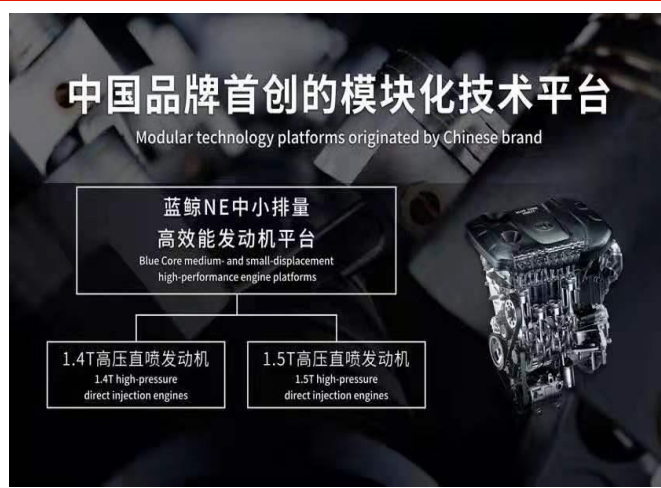 中国品牌首创的模块化技术平台
Modular technology platforms originated by Chinese brand
蓝鲸NE中小排量
高效能发动机平台
Blue Core medium- and small-displacement
high-performance engine platforms
1.4T高压直喷发动机
1.4T high-pressure
direct injection engines
1.5T高压直喷发动机
1.5T high-pressure
direct injection engines